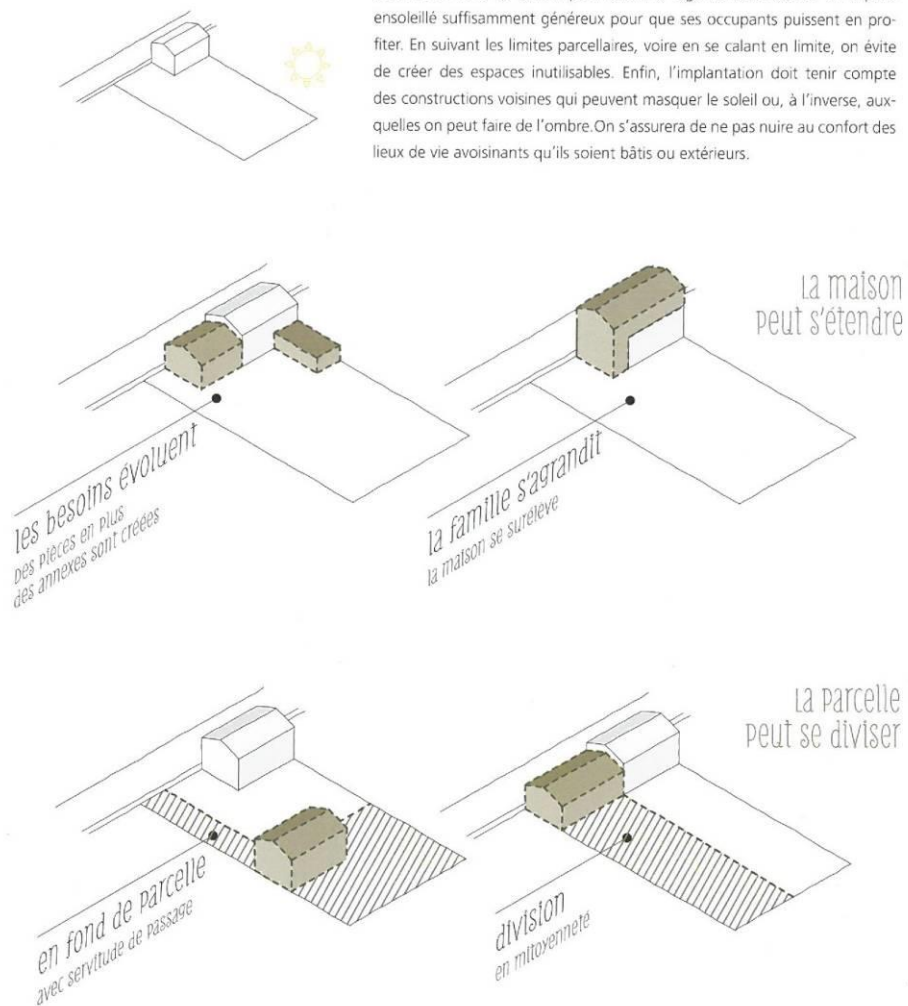 ensoleillé suffisamment généreux pour que ses occupants puissent en pro-
fiter. En suivant les limites parcellaires, voire en se calant en limite, on évite
de créer des espaces inutilisables. Enfin, l'implantation doit tenir compte
des constructions voisines qui peuvent masquer le soleil ou, à l'inverse, aux-
quelles on peut faire de l'ombre.On s'assurera de ne pas nuire au confort des
lieux de vie avoisinants qu'ils soient bâtis ou extérieurs.
La maison
peut s'étendre
les besoins évoluent
Des pièces en plus
des annexes sont créées
la famille s'agrandit
la maison se surélève
La parcelle
peut se diviser
en fond de parcelle
avec servitude de passage
division
en mitoyenneté